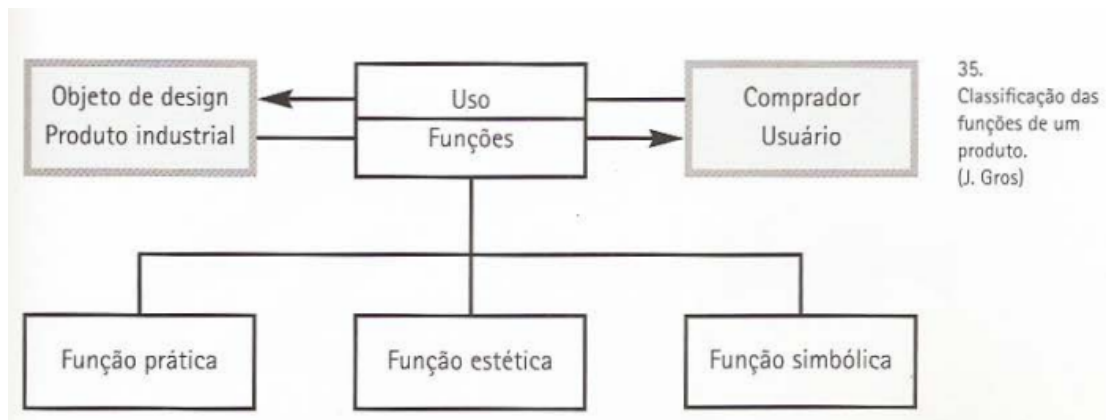 Objeto de design
Produto industrial
Uso
Funções
Comprador
Usuário
35.
Classificação das
funções de um
produto.
(J. Gros)
Função prática
Função estética
Função simbólica